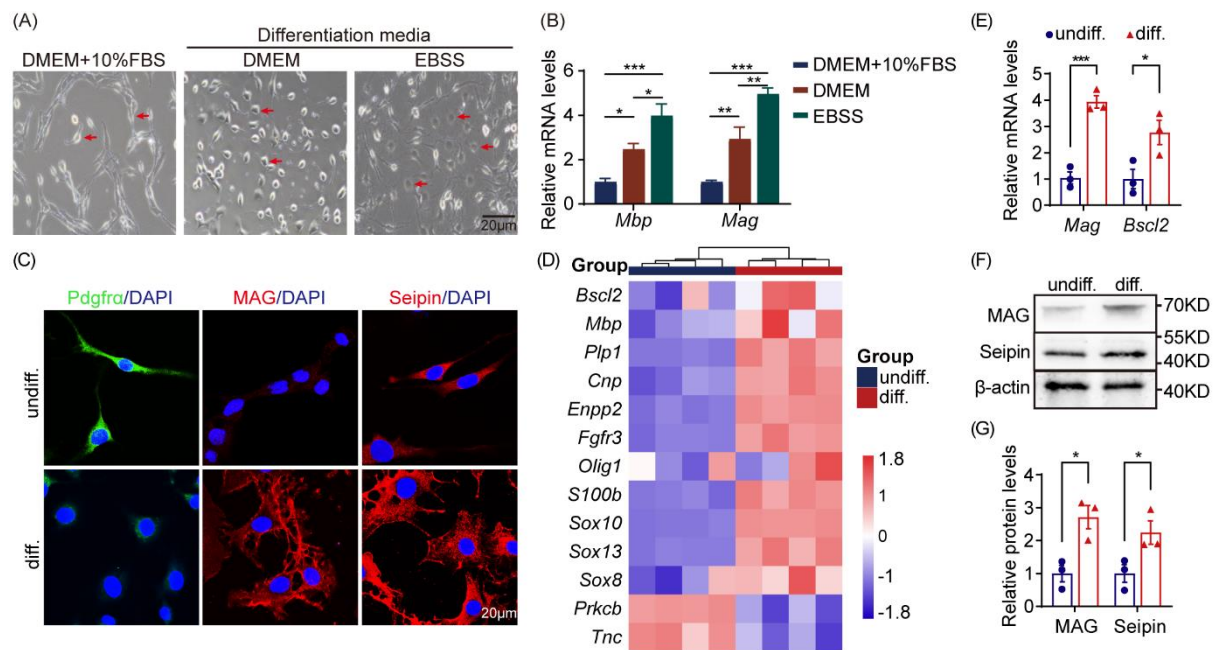 (A)
Differentiation media
DMEM+10%FBS
DMEM
EBSS
20μm
(B)
Relative mRNA levels
6
4
2
0
***
*
*
***
**
**
Mbp
Mag
DMEM+10%FBS
DMEM
EBSS
(C)
Pdgfrα/DAPI
MAG/DAPI
Seipin/DAPI
undiff.
diff.
20μm
(D)
Group
Bscl2
Mbp
Plp1
Cnp
Enpp2
Fgfr3
Olig1
S100b
Sox10
Sox13
Sox8
Prkcb
Tnc
Group
undiff.
diff.
1.8
1
0
-1
-1.8
(E)
undiff.
diff.
Relative mRNA levels
5
4
3
2
1
0
***
*
Mag
Bscl2
(F)
undiff.
diff.
MAG
70KD
55KD
Seipin
40KD
β-actin
40KD
(G)
Relative protein levels
4
3
2
1
0
*
*
MAG
Seipin